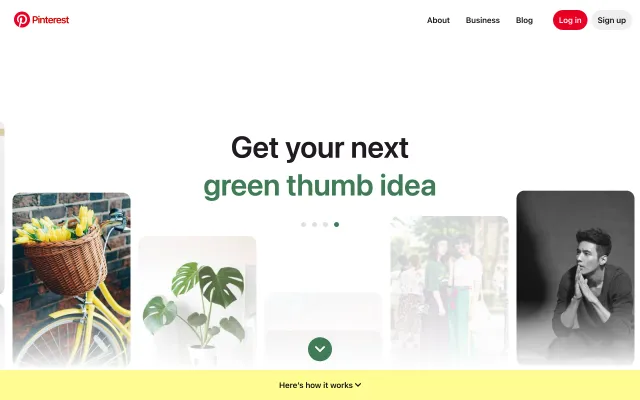 Pinterest
About
Business
Blog
Log in
Sign up
Get your next
green thumb idea
Here's how it works